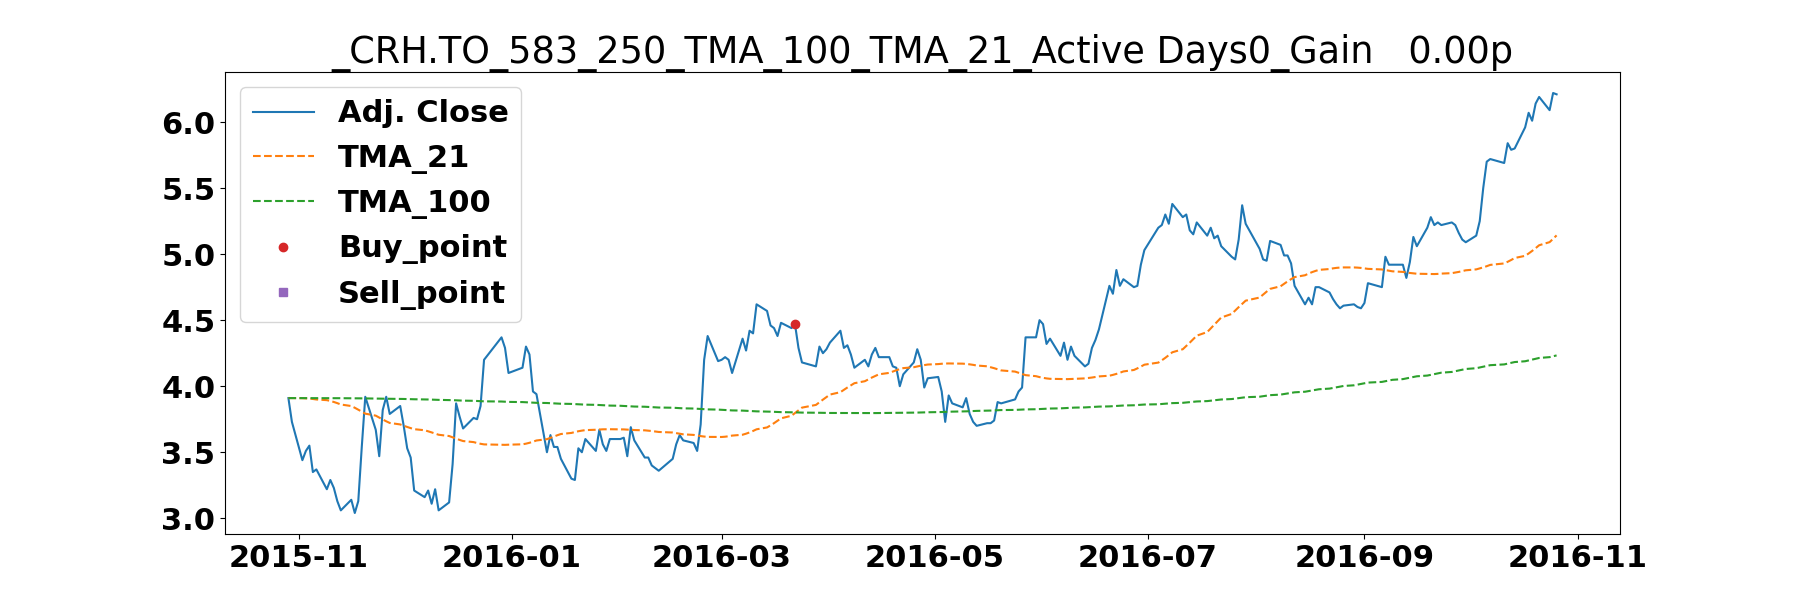 _CRH.TO_583_250_TMA_100_TMA_21_Active Days0_Gain   0.00p
Adj. Close
TMA_21
TMA_100
Buy_point
Sell_point
6.0
5.5
5.0
4.5
4.0
3.5
3.0
2015-11 2016-01 2016-03 2016-05 2016-07 2016-09 2016-11